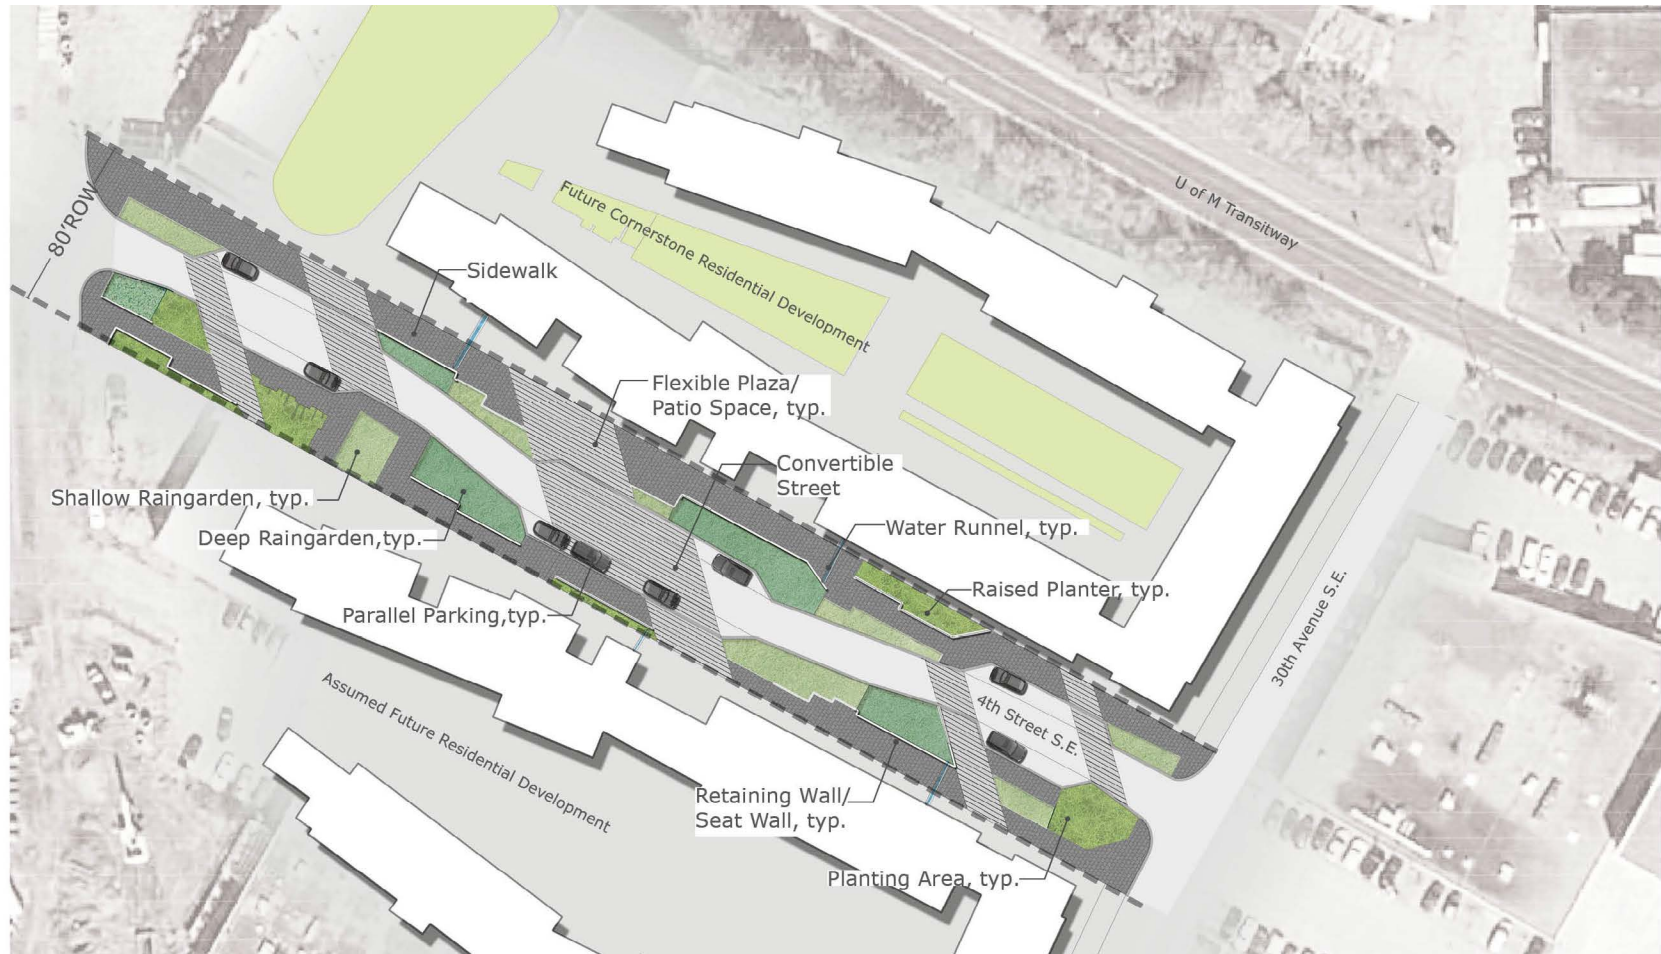 U of M Transitway
80'ROW
Future Cornerstone Residential Development
Sidewalk
Flexible Plaza/
Patio Space, typ.
Convertible
Street
Shallow Raingarden, typ.
Deep Raingarden,typ.
Water Runnel, typ.
Raised Planter, typ.
Parallel Parking,typ.
30th Avenue S.E.
4th Street S.E.
Assumed Future Residential Development
Retaining Wall/
Seat Wall, typ.
Planting Area, typ.